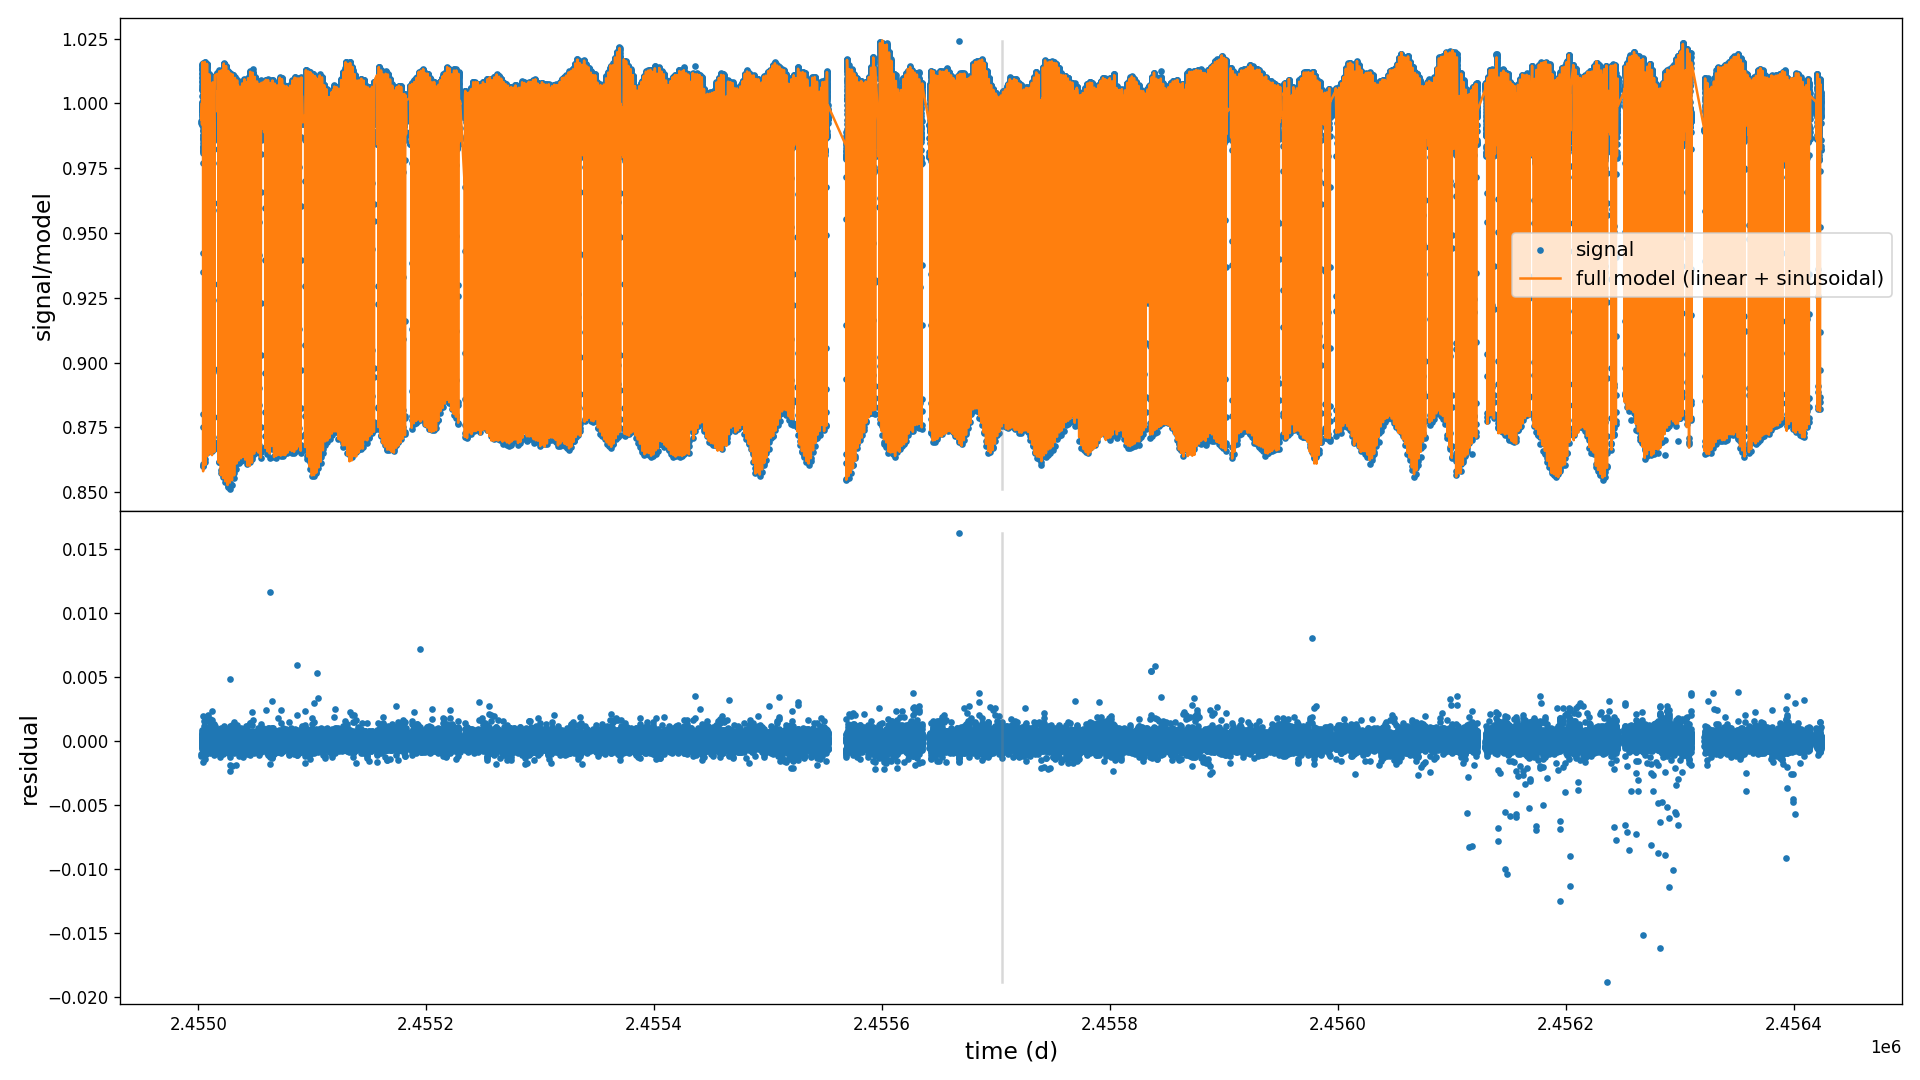 1.025
1.000
0.975
0.950
0.925
0.900
0.875
0.850
signal/model
signal
full model (linear + sinusoidal)
0.015
0.010
0.005
0.000
−0.005
−0.010
−0.015
−0.020
residual
2.4550 2.4552 2.4554 2.4556 2.4558 2.4560 2.4562 2.4564
1e6
time (d)